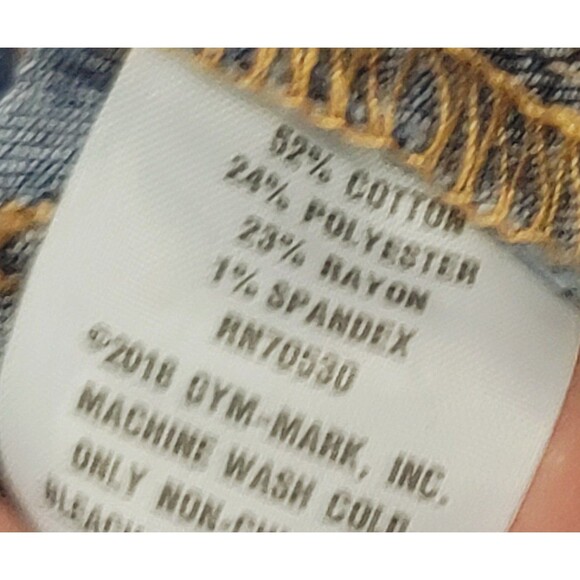 52% COTTON
24% POLYESTER
23% RAYON
1% SPANDEX
RN70530
©2018 GYM-MARK, INC.
MACHINE WASH COLD
ONLY NON-